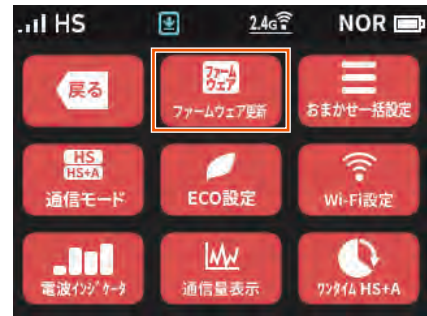 HS 2.4G NOR
戻る
ファーム
ウェア
ファームウェア更新
おまかせ一括設定
HS
HS+A
通信モード
ECO設定
Wi-Fi設定
電波インジケータ
通信量表示
ワンタイム HS+A